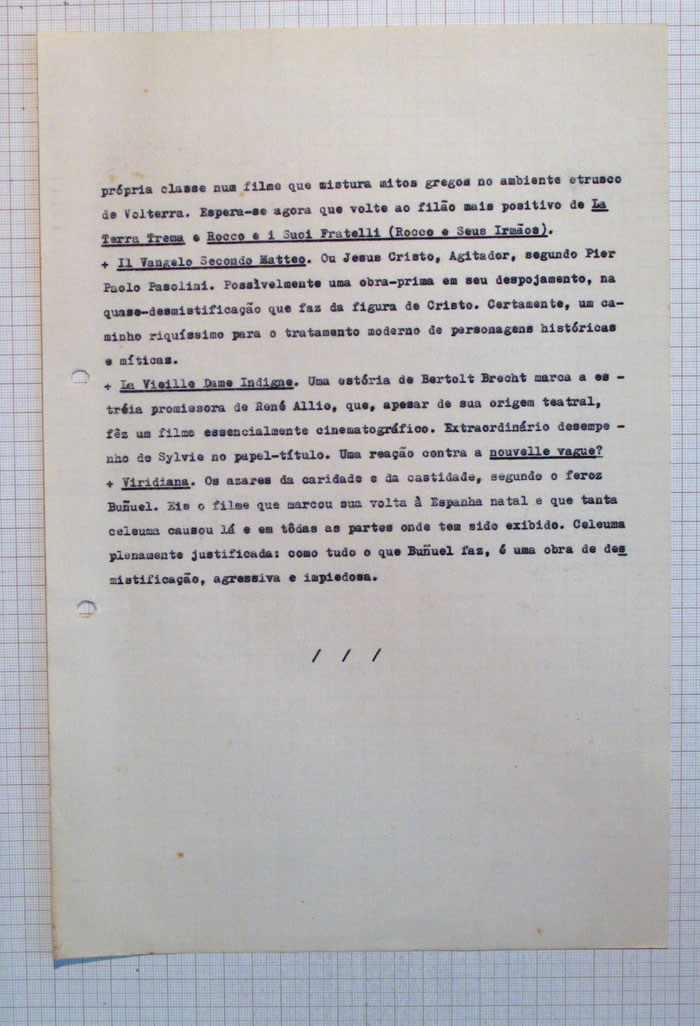 própria classe num filme que mistura mitos gregos no ambiente etrusco
de Volterra. Espera-se agora que volte ao filão mais positivo de La
Terra Trema e Rocco e i Suoi Fratelli (Rocco e Seus Irmãos).
+ Il Vangelo Secondo Matteo. Ou Jesus Cristo, Agitador, segundo Pier
Paolo Pasolini. Possivelmente uma obra-prima em seu despojamento, na
quase-desmistificação que faz da figura de Cristo. Certamente, um ca-
minho riquíssimo para o tratamento moderno de personagens históricas
e míticas.
+ La Vieille Dame Indigne. Uma estória de Bertolt Brecht marca a es -
tréia promissora de René Allio, que, apesar de sua origem teatral,
fêz um filme essencialmente cinematográfico. Extraordinário desempe -
nho de Sylvie no papel-título. Uma reação contra a nouvelle vague?
+ Viridiana. Os azares da caridade e da castidade, segundo o feroz
Buñuel. Eis o filme que marcou sua volta à Espanha natal e que tanta
celeuma causou lá e em tôdas as partes onde tem sido exibido. Celeuma
plenamente justificada: como tudo o que Buñuel faz, é uma obra de des
mistificação, agressiva e impiedosa.
/ / /